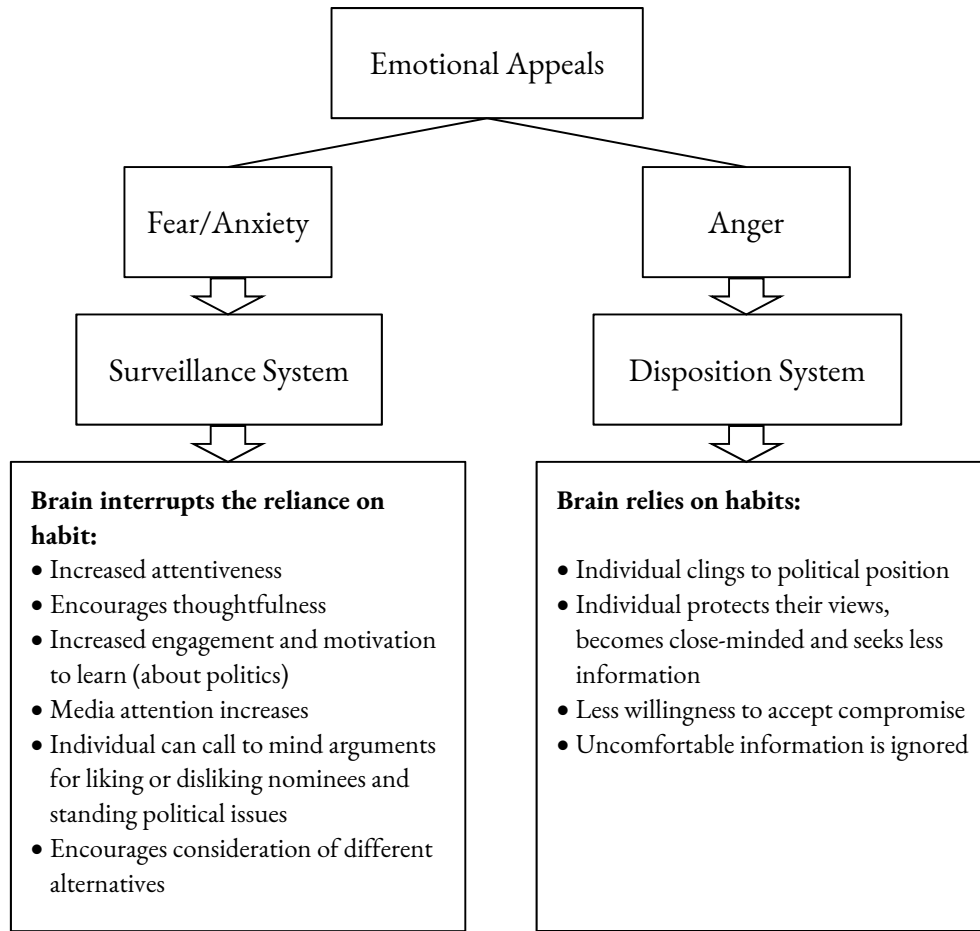 Emotional Appeals
Fear/Anxiety
Anger
Surveillance System
Disposition System
Brain interrupts the reliance on
habit:
• Increased attentiveness
• Encourages thoughtfulness
• Increased engagement and motivation
to learn (about politics)
• Media attention increases
• Individual can call to mind arguments
for liking or disliking nominees and
standing political issues
• Encourages consideration of different
alternatives
Brain relies on habits:
• Individual clings to political position
• Individual protects their views,
becomes close-minded and seeks less
information
• Less willingness to accept compromise
• Uncomfortable information is ignored